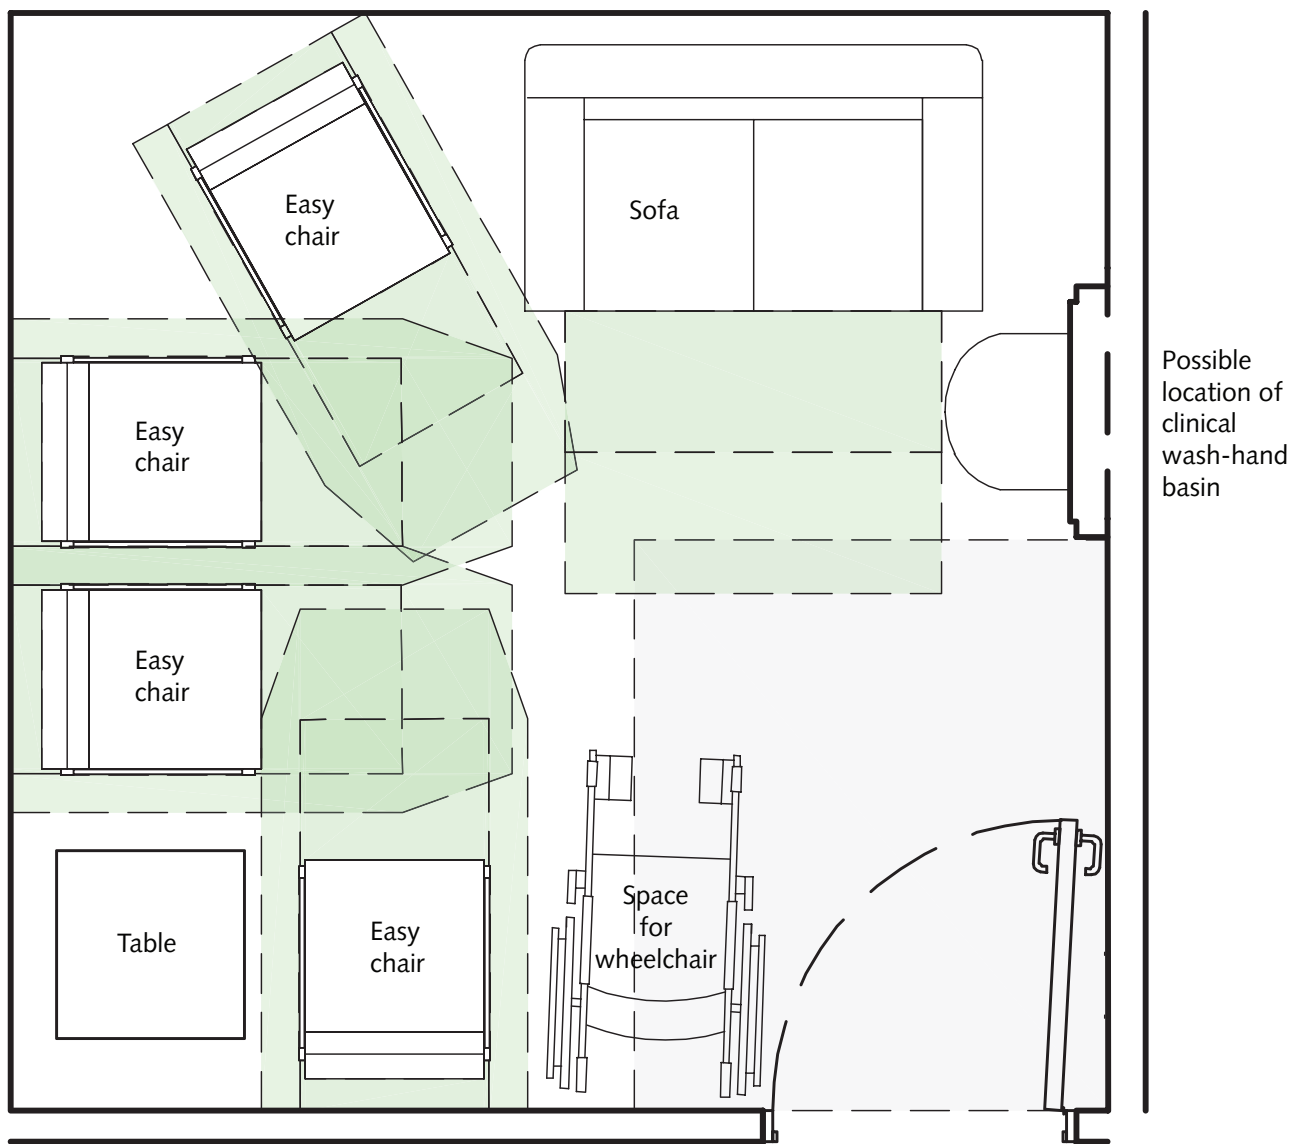 Easy
chair
Sofa
Possible
location of
clinical
wash-hand
basin
Easy
chair
Easy
chair
Table
Easy
chair
Space
for
wheelchair